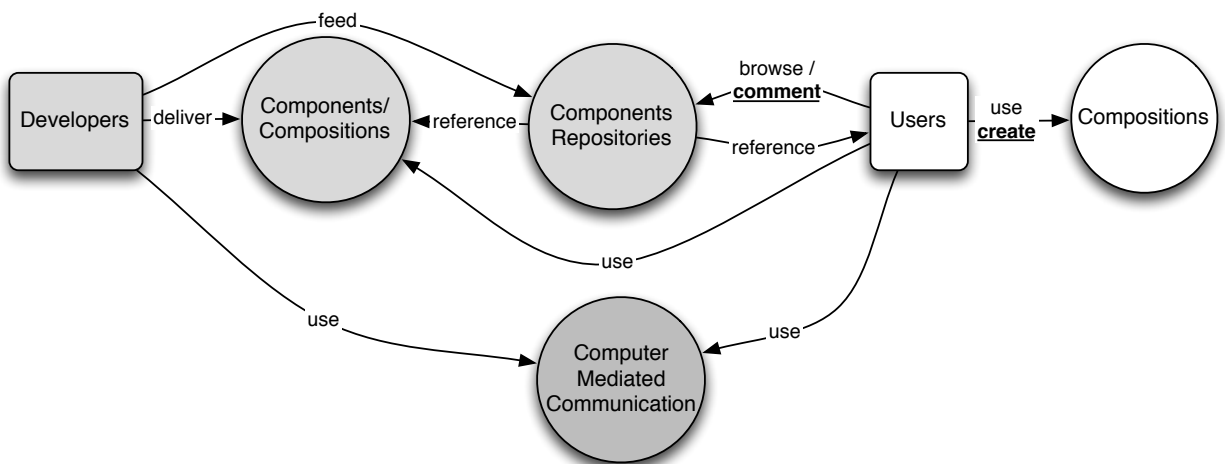 feed
Developers
deliver
Components/
Compositions
reference
Components
Repositories
browse /
comment
reference
Users
use
create
Compositions
use
use
use
Computer
Mediated
Communication